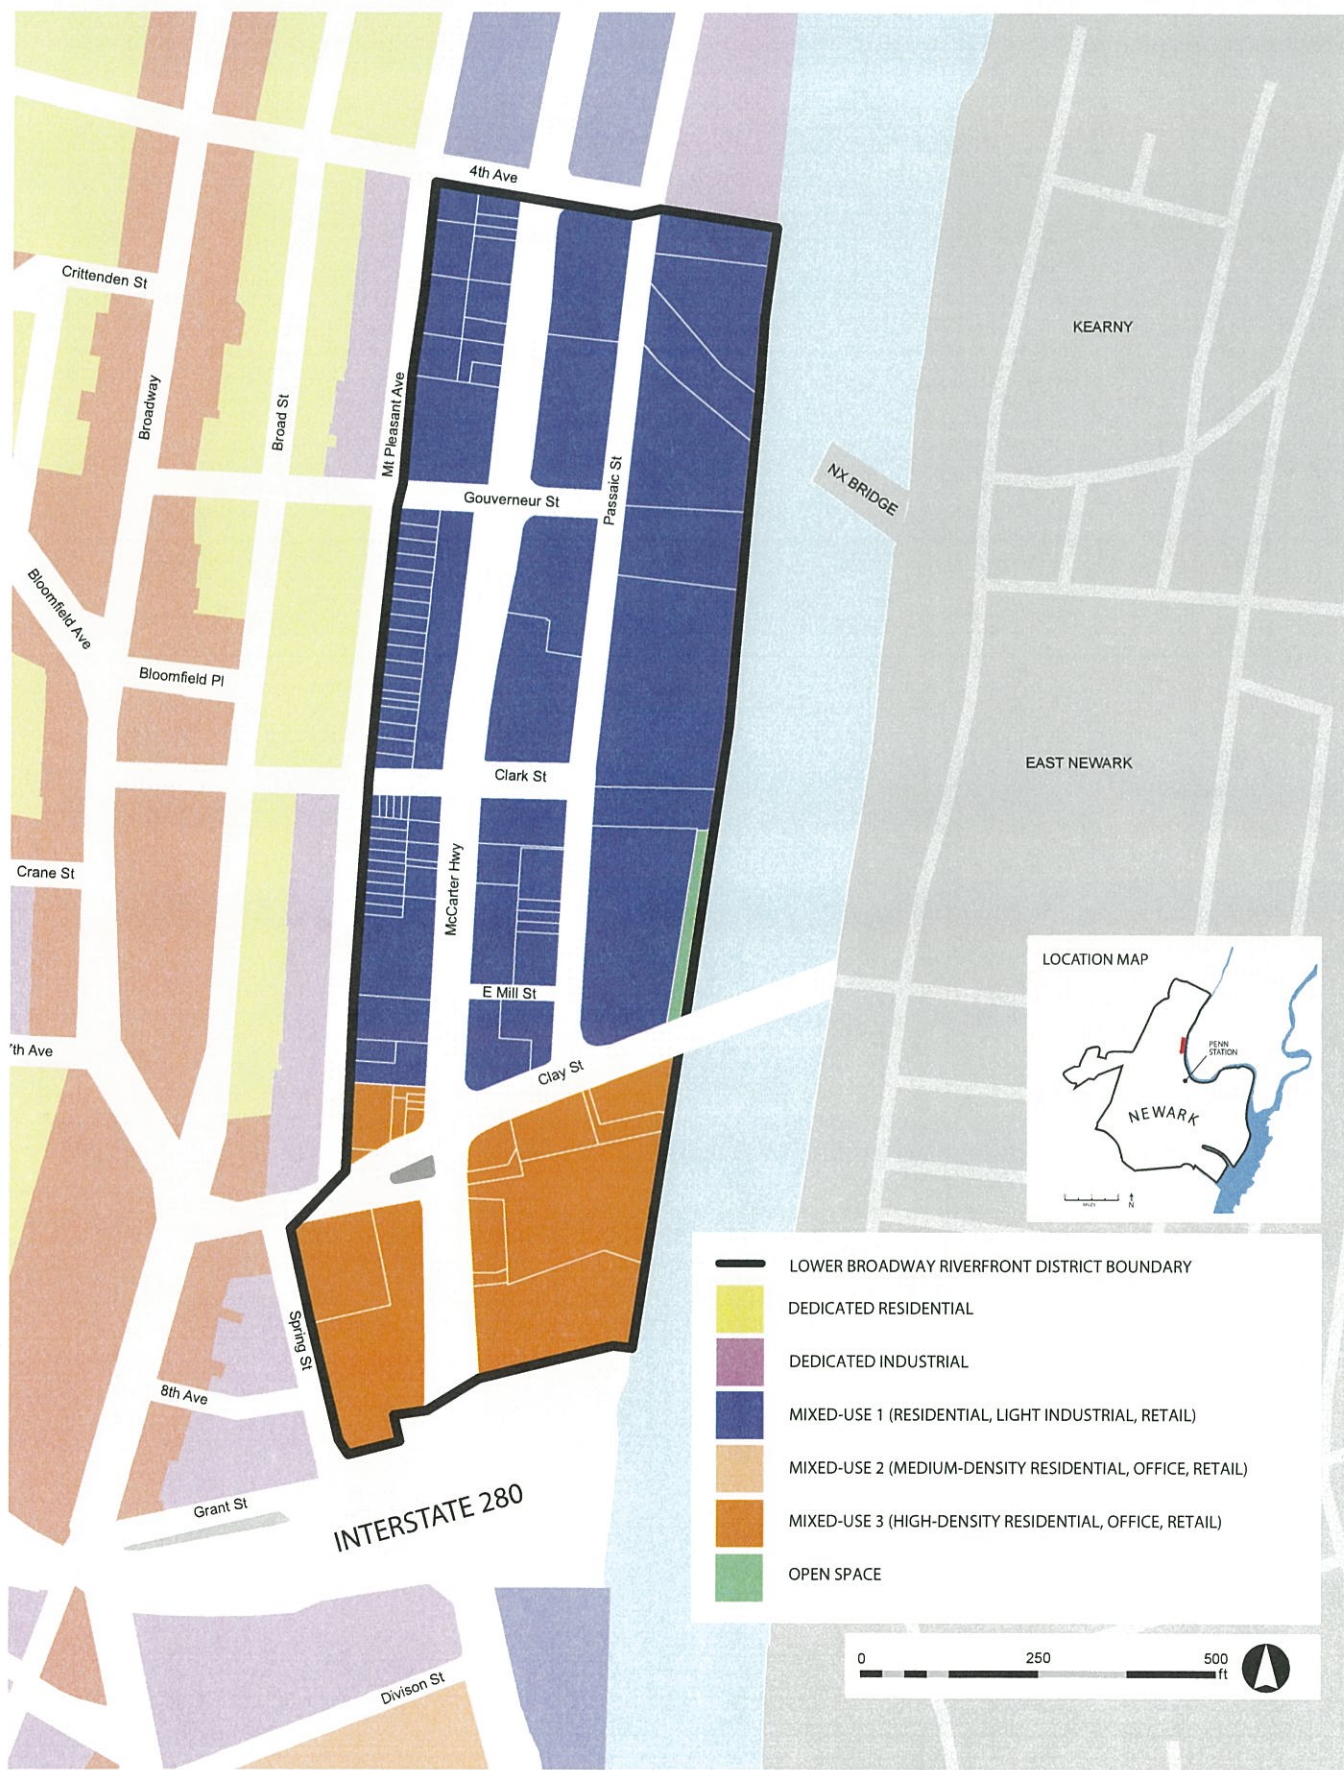 4th Ave
Crittenden St
KEARNY
Broadway
Broad St
Mt Pleasant Ave
Passaic St
NX BRIDGE
Gouverneur St
Bloomfield Ave
Bloomfield Pl
EAST NEWARK
Clark St
Crane St
McCarter Hwy
E Mill St
'th Ave
Clay St
LOCATION MAP
PENN
STATION
NEWARK
MILES
N
Spring St
8th Ave
Grant St
INTERSTATE 280
Divison St
LOWER BROADWAY RIVERFRONT DISTRICT BOUNDARY
DEDICATED RESIDENTIAL
DEDICATED INDUSTRIAL
MIXED-USE 1 (RESIDENTIAL, LIGHT INDUSTRIAL, RETAIL)
MIXED-USE 2 (MEDIUM-DENSITY RESIDENTIAL, OFFICE, RETAIL)
MIXED-USE 3 (HIGH-DENSITY RESIDENTIAL, OFFICE, RETAIL)
OPEN SPACE
0 250 500
ft